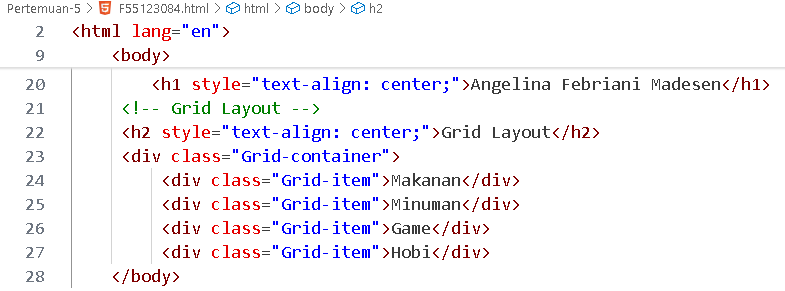 Pertemuan-5 > F55123084.html > html > body > h2
2 <html lang="en">
9 <body>
20 <h1 style="text-align: center;">Angelina Febriani Madesen</h1>
21 <!-- Grid Layout -->
22 <h2 style="text-align: center;">Grid Layout</h2>
23 <div class="Grid-container">
24 <div class="Grid-item">Makanan</div>
25 <div class="Grid-item">Minuman</div>
26 <div class="Grid-item">Game</div>
27 <div class="Grid-item">Hobi</div>
28 </body>